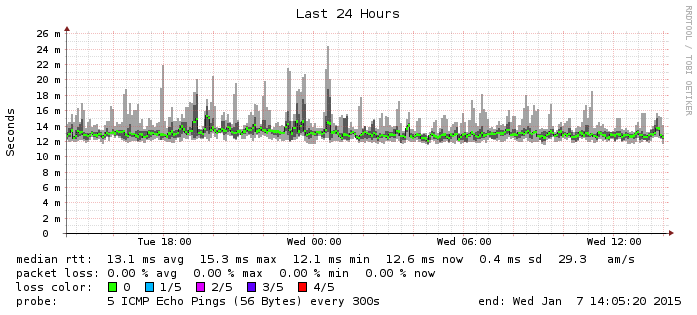 Last 24 Hours
RRDTOOL / TOBI OETIKER
Seconds
26 m
24 m
22 m
20 m
18 m
16 m
14 m
12 m
10 m
8 m
6 m
4 m
2 m
0
Tue 18:00 Wed 00:00 Wed 06:00 Wed 12:00
median rtt: 13.1 ms avg 15.3 ms max 12.1 ms min 12.6 ms now 0.4 ms sd 29.3 am/s
packet loss: 0.00 % avg 0.00 % max 0.00 % min 0.00 % now
loss color: 0 1/5 2/5 3/5 4/5
probe: 5 ICMP Echo Pings (56 Bytes) every 300s end: Wed Jan 7 14:05:20 2015